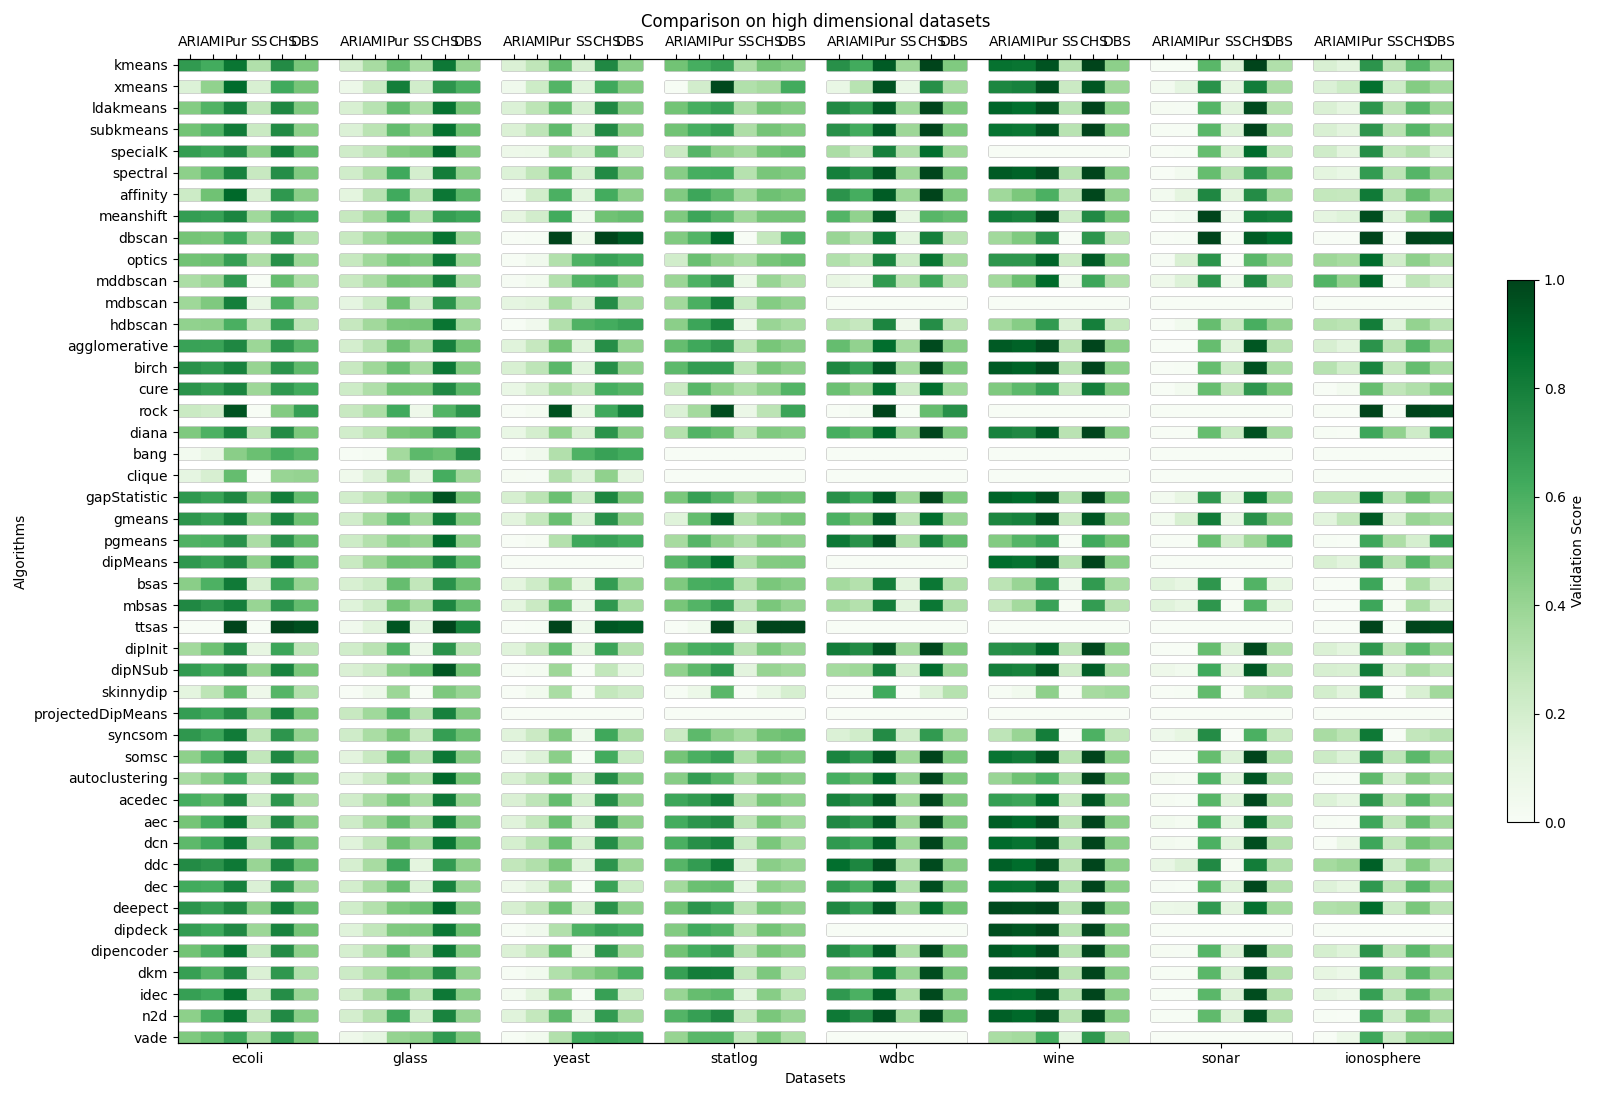 Comparison on high dimensional datasets
ARI AMI Pur SS CHS DBS ARI AMI Pur SS CHS DBS ARI AMI Pur SS CHS DBS ARI AMI Pur SS CHS DBS ARI AMI Pur SS CHS DBS ARI AMI Pur SS CHS DBS ARI AMI Pur SS CHS DBS ARI AMI Pur SS CHS DBS
kmeans
xmeans
ldakmeans
subkmeans
specialK
spectral
affinity
meanshift
dbscan
optics
mddbscan
mdbscan
hdbscan
agglomerative
birch
cure
rock
diana
bang
clique
gapStatistic
gmeans
pgmeans
dipMeans
bsas
mbsas
ttsas
dipInit
dipNSub
skinnydip
projectedDipMeans
syncsom
somsc
autoclustering
acedec
aec
dcn
ddc
dec
deepect
dipdeck
dipencoder
dkm
idec
n2d
vade
Algorithms
ecoli glass yeast statlog wdbc wine sonar ionosphere
Datasets
1.0
0.8
0.6
0.4
0.2
0.0
Validation Score